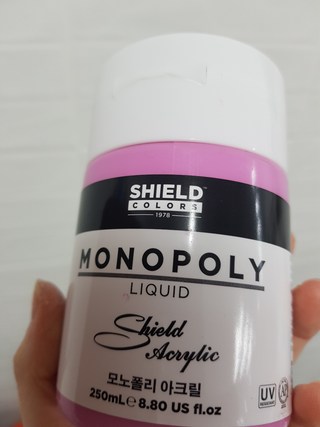 SHIELD™
COLORS
1978
MONOPOLY
LIQUID
Shield
Acrylic
모노폴리 아크릴
250mL e 8.80 US fl.oz
UV